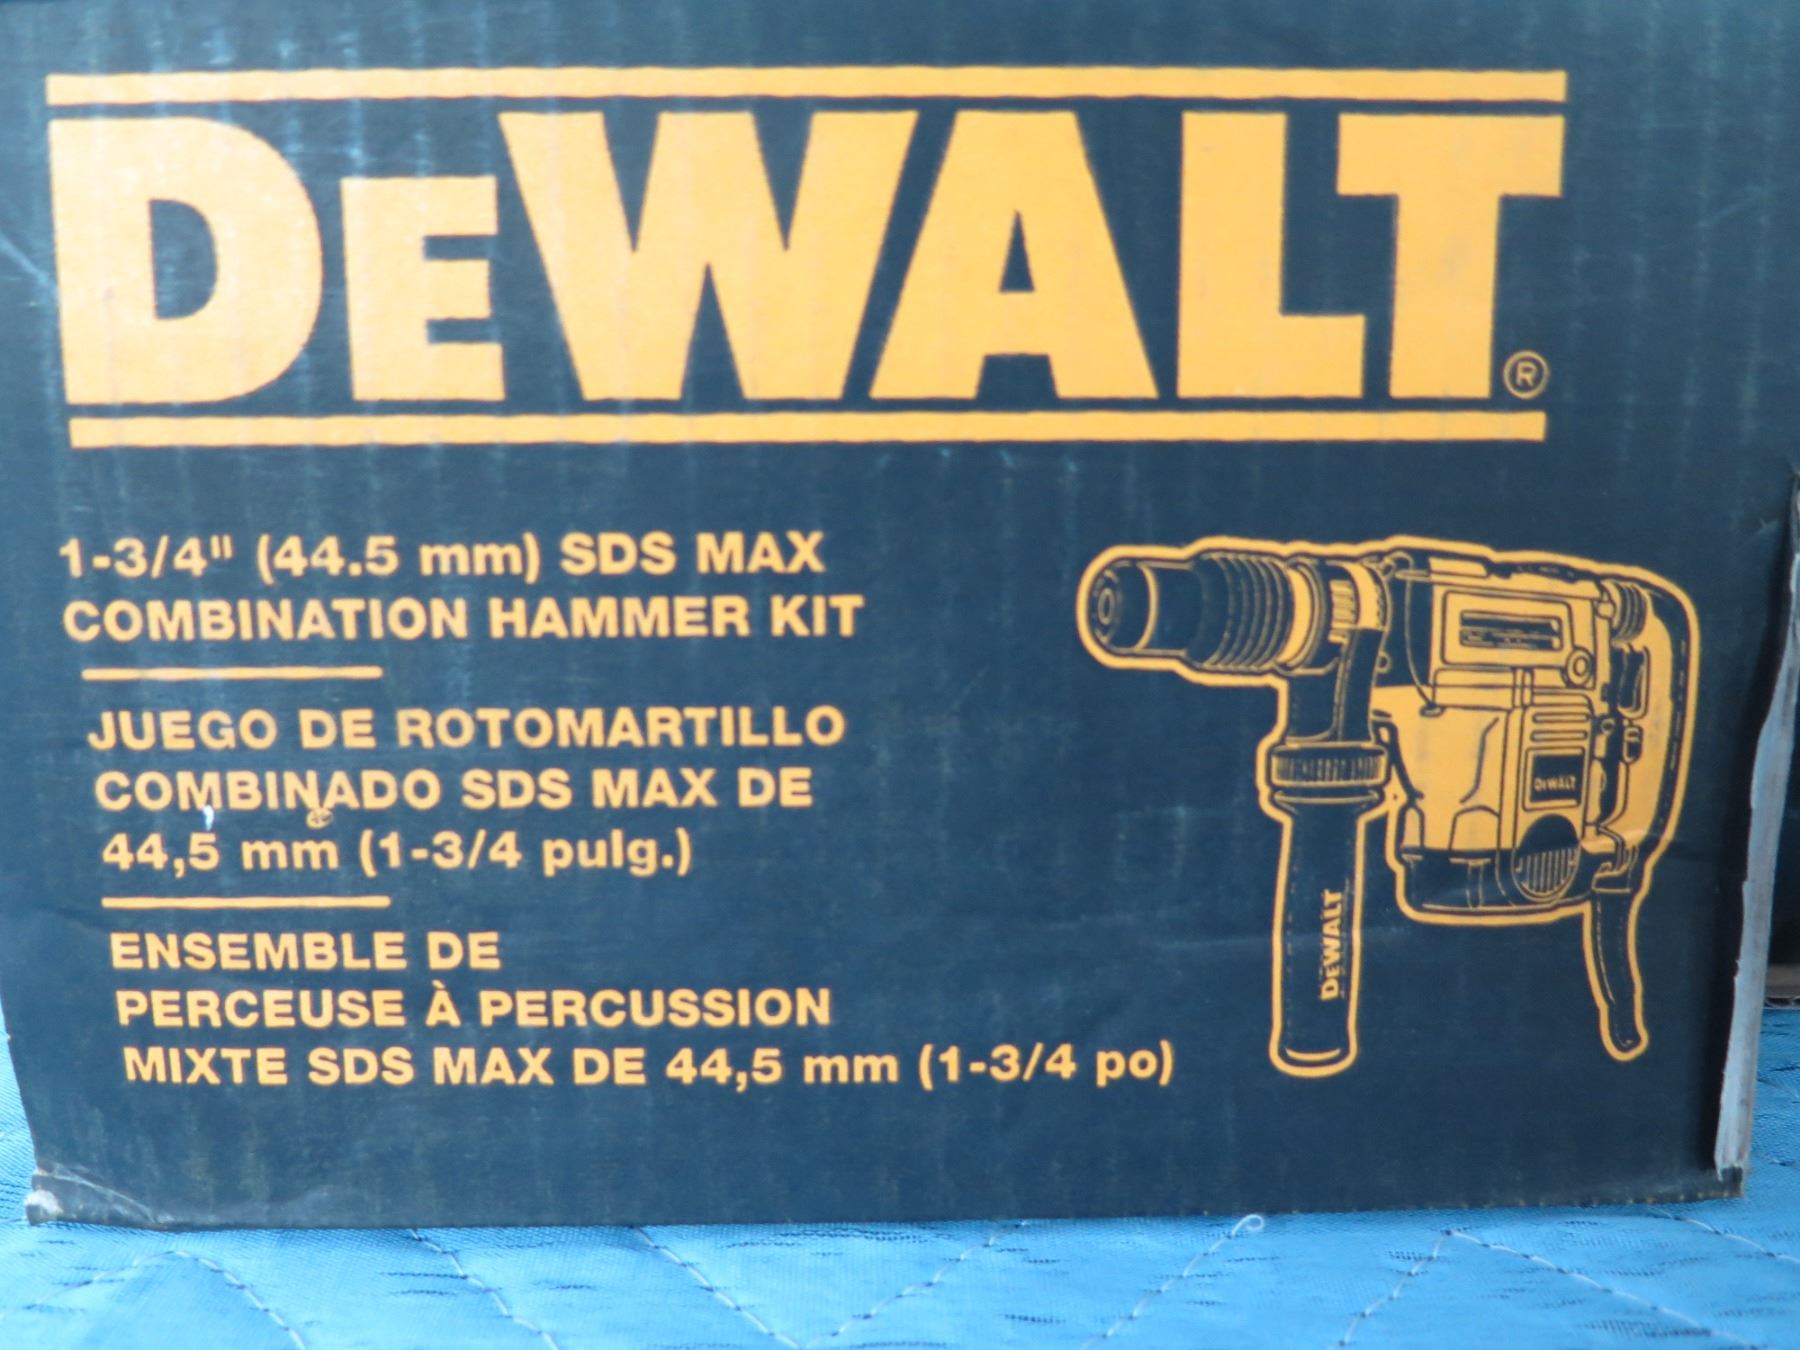 DEWALT®
1-3/4" (44.5 mm) SDS MAX
COMBINATION HAMMER KIT
JUEGO DE ROTOMARTILLO
COMBINADO SDS MAX DE
44,5 mm (1-3/4 pulg.)
ENSEMBLE DE
PERCEUSE À PERCUSSION
MIXTE SDS MAX DE 44,5 mm (1-3/4 po)
DEWALT
DEWALT